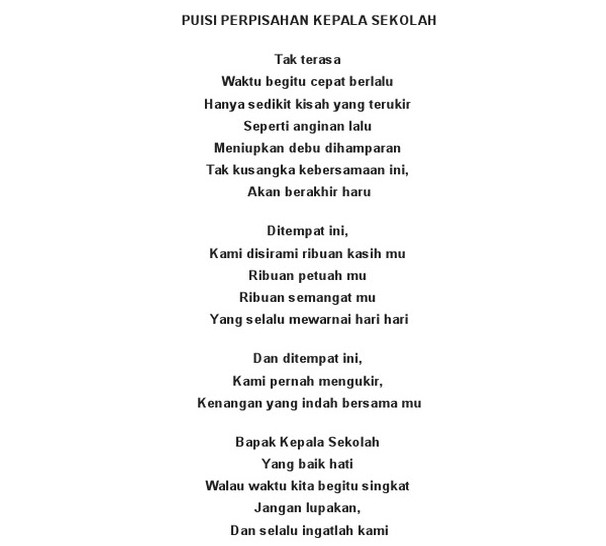 PUISI PERPISAHAN KEPALA SEKOLAH
Tak terasa
Waktu begitu cepat berlalu
Hanya sedikit kisah yang terukir
Seperti anginan lalu
Meniupkan debu dihamparan
Tak kusangka kebersamaan ini,
Akan berakhir haru
Ditempat ini,
Kami disirami ribuan kasih mu
Ribuan petuah mu
Ribuan semangat mu
Yang selalu mewarnai hari hari
Dan ditempat ini,
Kami pernah mengukir,
Kenangan yang indah bersama mu
Bapak Kepala Sekolah
Yang baik hati
Walau waktu kita begitu singkat
Jangan lupakan,
Dan selalu ingatlah kami